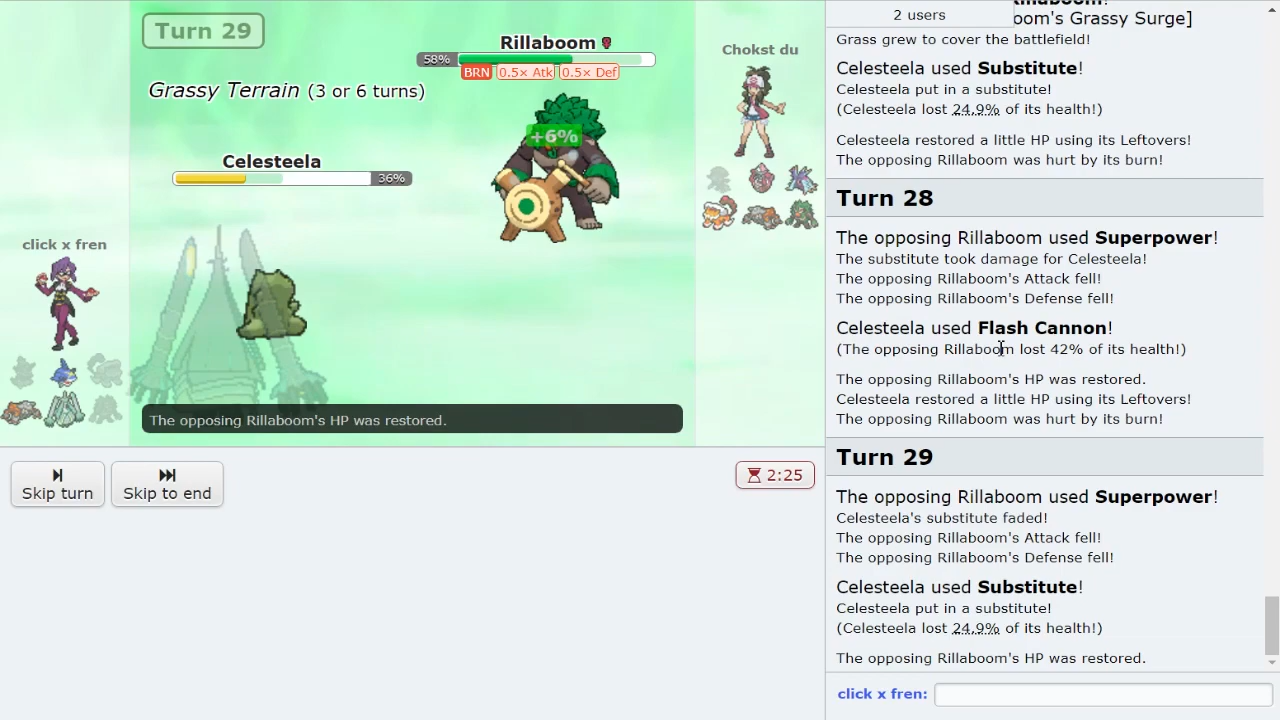 Turn 29
Rillaboom
58%
BRN 0.5× Atk 0.5× Def
Grassy Terrain (3 or 6 turns)
+6%
Celesteela
36%
Chokst du
click x fren
The opposing Rillaboom's HP was restored.
Skip turn
Skip to end
2:25
2 users
oom's Grassy Surge]
Grass grew to cover the battlefield!
Celesteela used Substitute!
Celesteela put in a substitute!
(Celesteela lost 24.9% of its health!)
Celesteela restored a little HP using its Leftovers!
The opposing Rillaboom was hurt by its burn!
Turn 28
The opposing Rillaboom used Superpower!
The substitute took damage for Celesteela!
The opposing Rillaboom's Attack fell!
The opposing Rillaboom's Defense fell!
Celesteela used Flash Cannon!
(The opposing Rillaboom lost 42% of its health!)
The opposing Rillaboom's HP was restored.
Celesteela restored a little HP using its Leftovers!
The opposing Rillaboom was hurt by its burn!
Turn 29
The opposing Rillaboom used Superpower!
Celesteela's substitute faded!
The opposing Rillaboom's Attack fell!
The opposing Rillaboom's Defense fell!
Celesteela used Substitute!
Celesteela put in a substitute!
(Celesteela lost 24.9% of its health!)
The opposing Rillaboom's HP was restored.
click x fren: